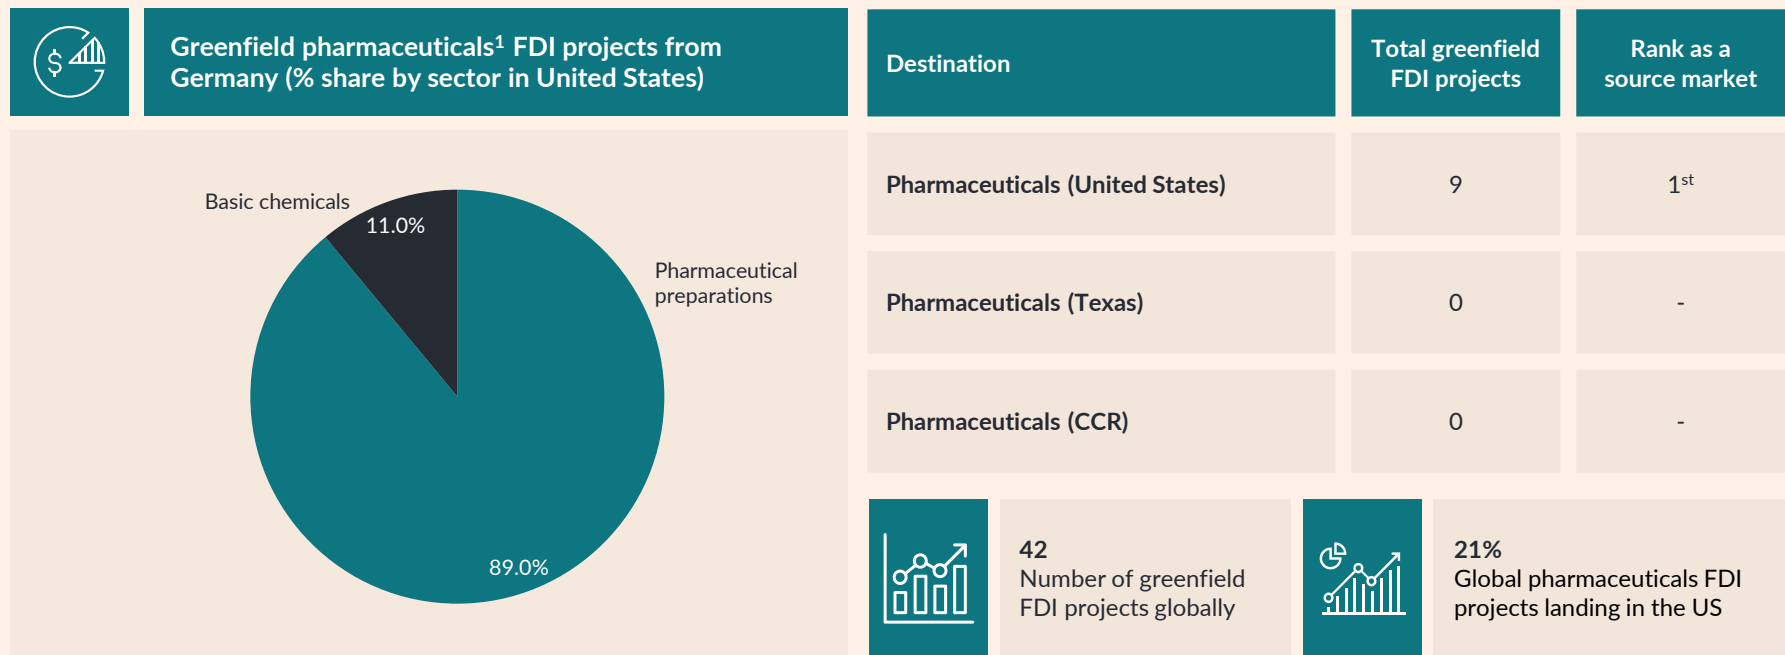 $
Greenfield pharmaceuticals¹ FDI projects from
Germany (% share by sector in United States)
Basic chemicals
11.0%
Pharmaceutical
preparations
89.0%
Destination
Total greenfield
FDI projects
Rank as a
source market
Pharmaceuticals (United States)
9
1st
Pharmaceuticals (Texas)
0
-
Pharmaceuticals (CCR)
0
-
42
Number of greenfield
FDI projects globally
21%
Global pharmaceuticals FDI
projects landing in the US